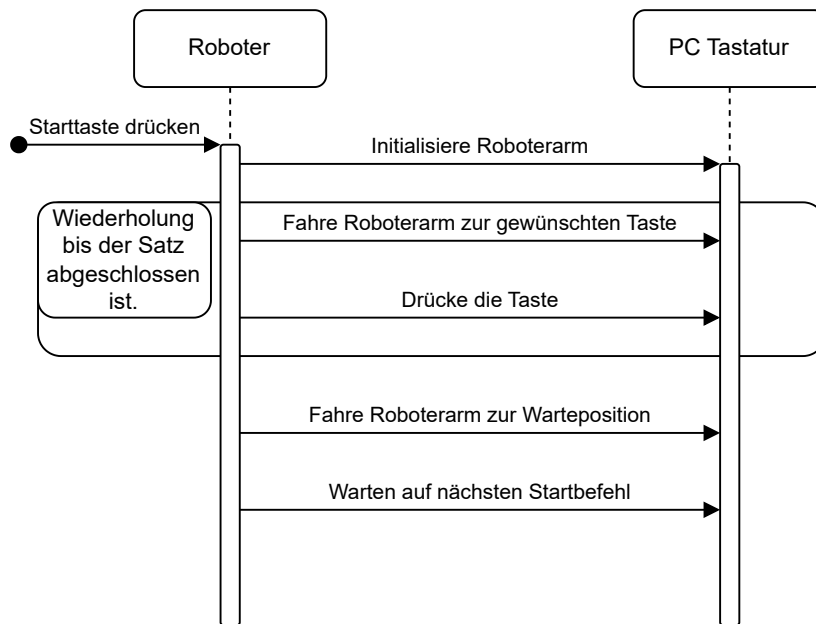 Roboter
PC Tastatur
Starttaste drücken
Initialisiere Roboterarm
Wiederholung
bis der Satz
abgeschlossen
ist.
Fahre Roboterarm zur gewünschten Taste
Drücke die Taste
Fahre Roboterarm zur Warteposition
Warten auf nächsten Startbefehl